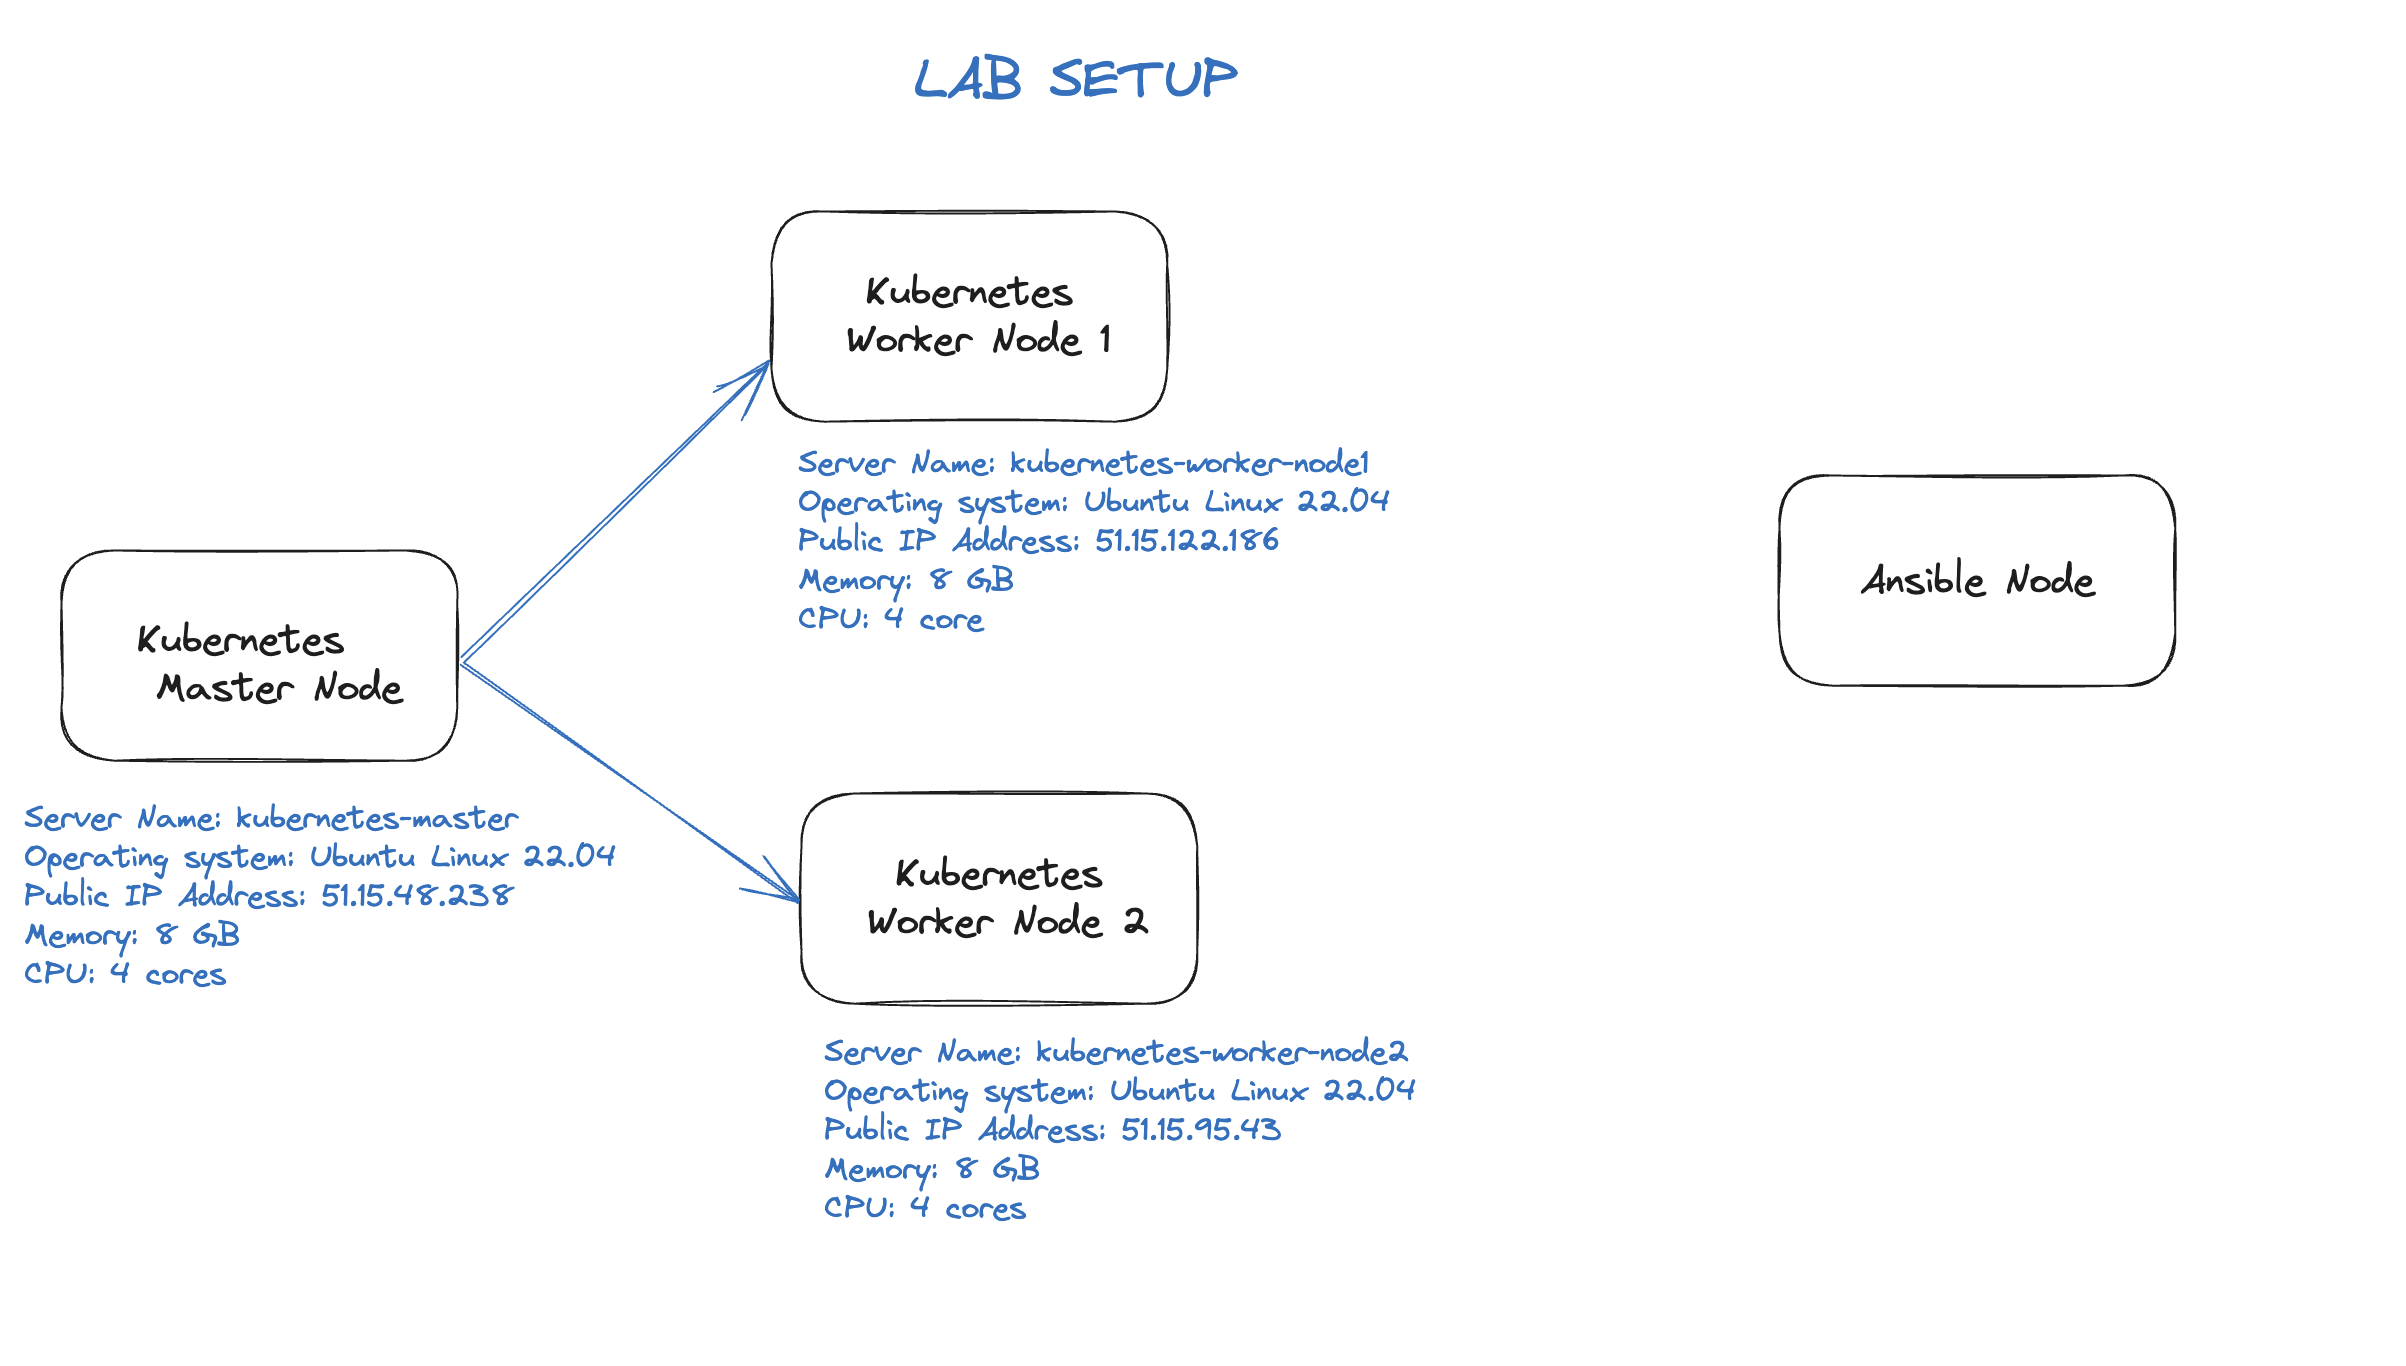 LAB SETUP
Kubernetes
Worker Node 1
Server Name: kubernetes-worker-node1
Operating system: Ubuntu Linux 22.04
Public IP Address: 51.15.122.186
Memory: 8 GB
CPU: 4 core
Ansible Node
Kubernetes
Master Node
Server Name: kubernetes-master
Operating system: Ubuntu Linux 22.04
Public IP Address: 51.15.48.238
Memory: 8 GB
CPU: 4 cores
Kubernetes
Worker Node 2
Server Name: kubernetes-worker-node2
Operating system: Ubuntu Linux 22.04
Public IP Address: 51.15.95.43
Memory: 8 GB
CPU: 4 cores